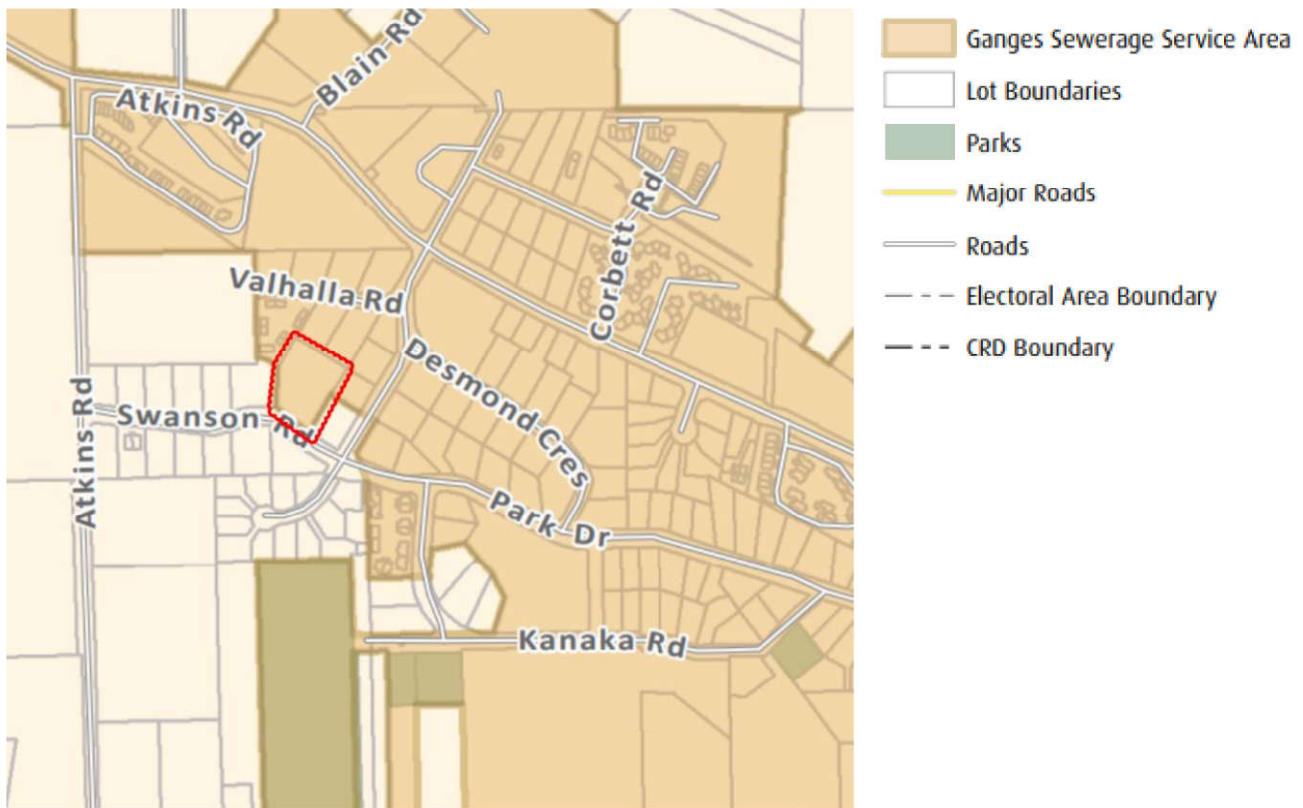 Blain Rd
Atkins Rd
Corbett Rd
Valhalla Rd
Desmond Cres
Swanson Rd
Atkins Rd
Park Dr
Kanaka Rd
Ganges Sewerage Service Area
Lot Boundaries
Parks
Major Roads
Roads
Electoral Area Boundary
CRD Boundary